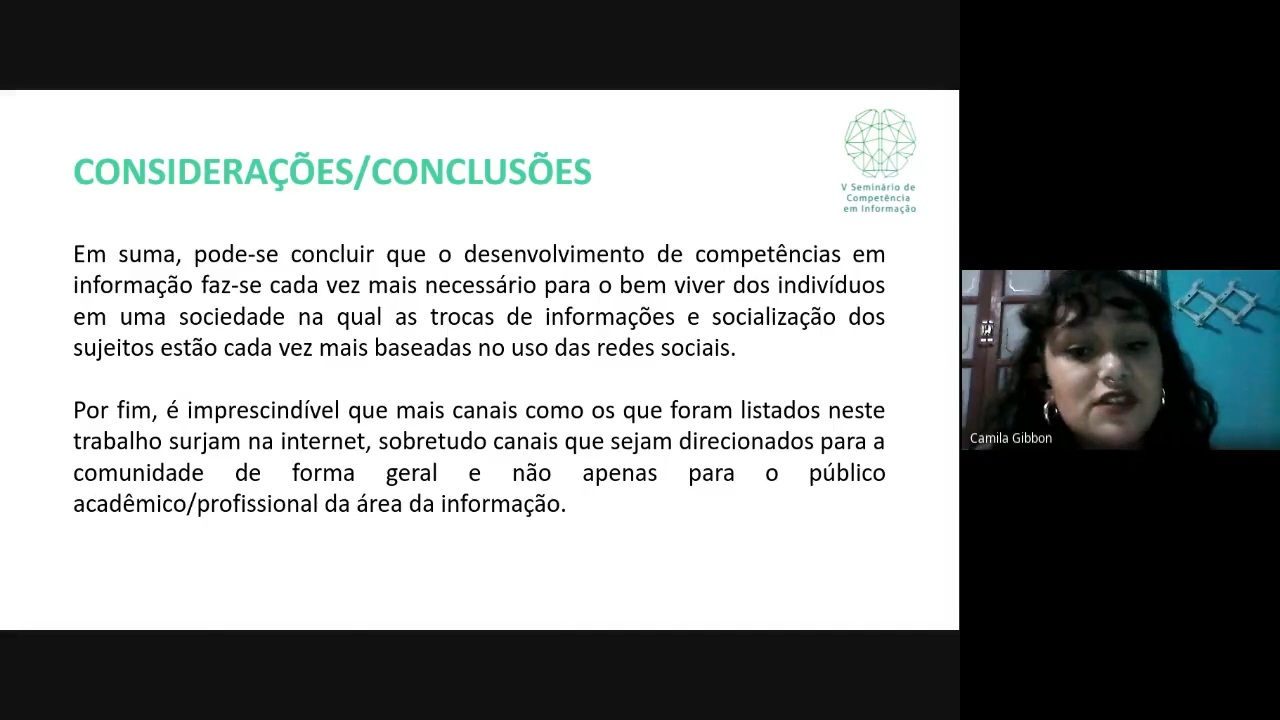 CONSIDERAÇÕES/CONCLUSÕES
V Seminário de
Competência
em Informação
Em suma, pode-se concluir que o desenvolvimento de competências em
informação faz-se cada vez mais necessário para o bem viver dos indivíduos
em uma sociedade na qual as trocas de informações e socialização dos
sujeitos estão cada vez mais baseadas no uso das redes sociais.
Por fim, é imprescindível que mais canais como os que foram listados neste
trabalho surjam na internet, sobretudo canais que sejam direcionados para a
comunidade de forma geral e não apenas para o público
acadêmico/profissional da área da informação.
Camila Gibbon